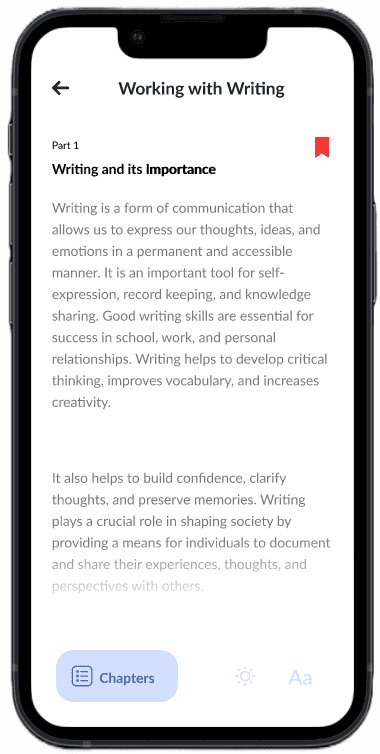 Working with Writing
Part 1
Writing and its Importance
Writing is a form of communication that
allows us to express our thoughts, ideas, and
emotions in a permanent and accessible
manner. It is an important tool for self-
expression, record keeping, and knowledge
sharing. Good writing skills are essential for
success in school, work, and personal
relationships. Writing helps to develop critical
thinking, improves vocabulary, and increases
creativity.
It also helps to build confidence, clarify
thoughts, and preserve memories. Writing
plays a crucial role in shaping society by
providing a means for individuals to document
and share their experiences, thoughts, and
perspectives with others.
Chapters
Aa